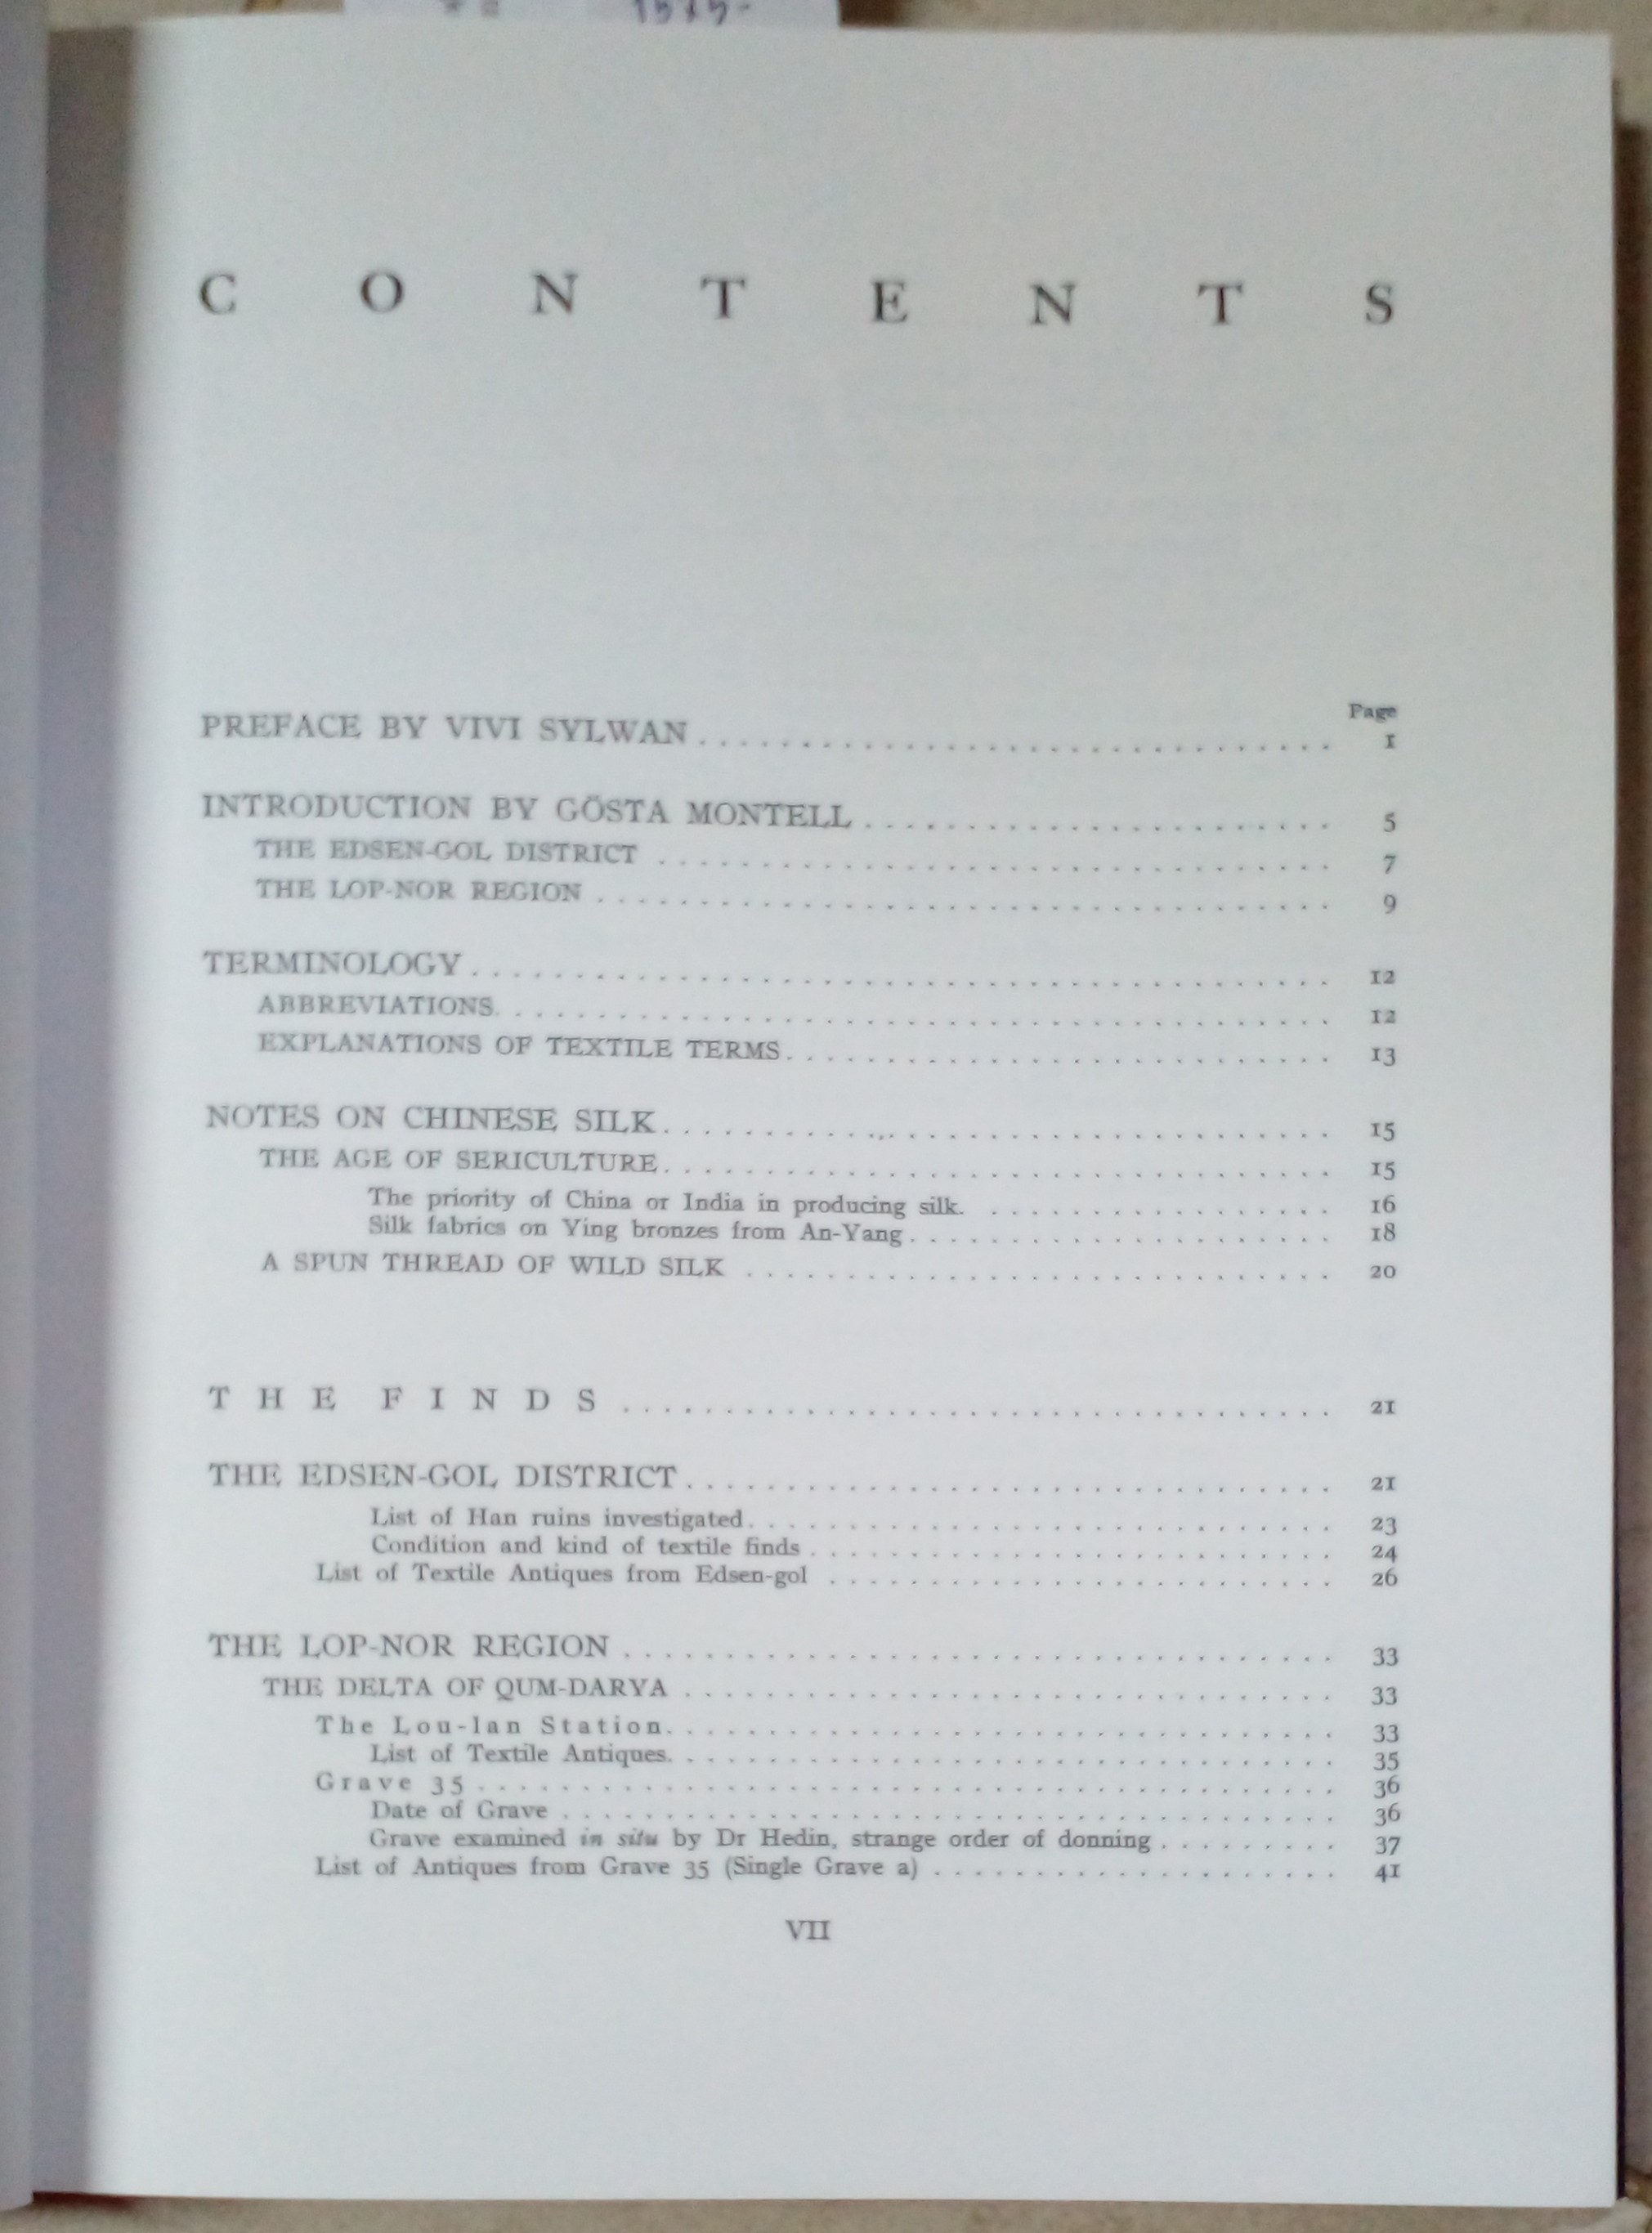 1515-
C O N T E N T S
Page
PREFACE BY VIVI SYLWAN . . . . . . . . . . . . . . . . . . . . . . . . 1
INTRODUCTION BY GÖSTA MONTELL . . . . . . . . . . . . . . . . . . 5
THE EDSEN-GOL DISTRICT . . . . . . . . . . . . . . . . . . . . . . . . 7
THE LOP-NOR REGION . . . . . . . . . . . . . . . . . . . . . . . . 9
TERMINOLOGY . . . . . . . . . . . . . . . . . . . . . . . . 12
ABBREVIATIONS . . . . . . . . . . . . . . . . . . . . . . . . 12
EXPLANATIONS OF TEXTILE TERMS . . . . . . . . . . . . . . . . . . 13
NOTES ON CHINESE SILK . . . . . . . . . . . . . . . . . . . . . . . . 15
THE AGE OF SERICULTURE . . . . . . . . . . . . . . . . . . . . . . . . 15
The priority of China or India in producing silk. . . . . . . . . . . . . . . 16
Silk fabrics on Ying bronzes from An-Yang . . . . . . . . . . . . . . . . 18
A SPUN THREAD OF WILD SILK . . . . . . . . . . . . . . . . . . . . . 20
T H E F I N D S . . . . . . . . . . . . . . . . . . . . . . . . 21
THE EDSEN-GOL DISTRICT . . . . . . . . . . . . . . . . . . . . . . . . 21
List of Han ruins investigated . . . . . . . . . . . . . . . . . . . . . 23
Condition and kind of textile finds . . . . . . . . . . . . . . . . . . . . 24
List of Textile Antiques from Edsen-gol . . . . . . . . . . . . . . . . . . 26
THE LOP-NOR REGION . . . . . . . . . . . . . . . . . . . . . . . . 33
THE DELTA OF QUM-DARYA . . . . . . . . . . . . . . . . . . . . . . . . 33
The Lou-lan Station . . . . . . . . . . . . . . . . . . . . . . . . 33
List of Textile Antiques . . . . . . . . . . . . . . . . . . . . . . . . 35
Grave 35 . . . . . . . . . . . . . . . . . . . . . . . . 36
Date of Grave . . . . . . . . . . . . . . . . . . . . . . . . 36
Grave examined in situ by Dr Hedin, strange order of donning . . . . . . . . . 37
List of Antiques from Grave 35 (Single Grave a) . . . . . . . . . . . . . . . 41
VII